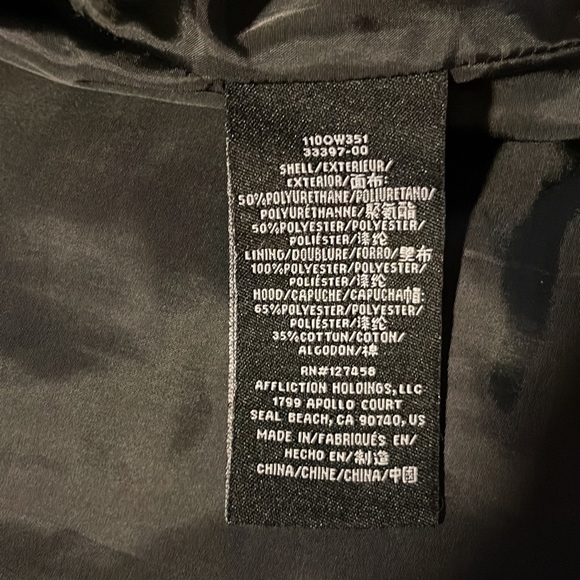 110OW351
33397-00
SHELL/EXTERIEUR/
EXTERIOR/面布:
50%POLYURETHANE/POLIURETANO/
POLYURÉTHANNE/聚氨酯
50%POLYESTER/POLYESTER/
POLIÉSTER/涤纶
LINING/DOUBLURE/FORRO/里布
100%POLYESTER/POLYESTER/
POLIÉSTER/涤纶
HOOD/CAPUCHE/CAPUCHA帽:
65%POLYESTER/POLYESTER/
POLIÉSTER/涤纶
35%COTTUN/COTON/
ALGODON/棉
RN#127458
AFFLICTION HOLDINGS, LLC
1799 APOLLO COURT
SEAL BEACH, CA 90740, US
MADE IN/FABRIQUÉS EN/
HECHO EN/制造
CHINA/CHINE/CHINA/中國